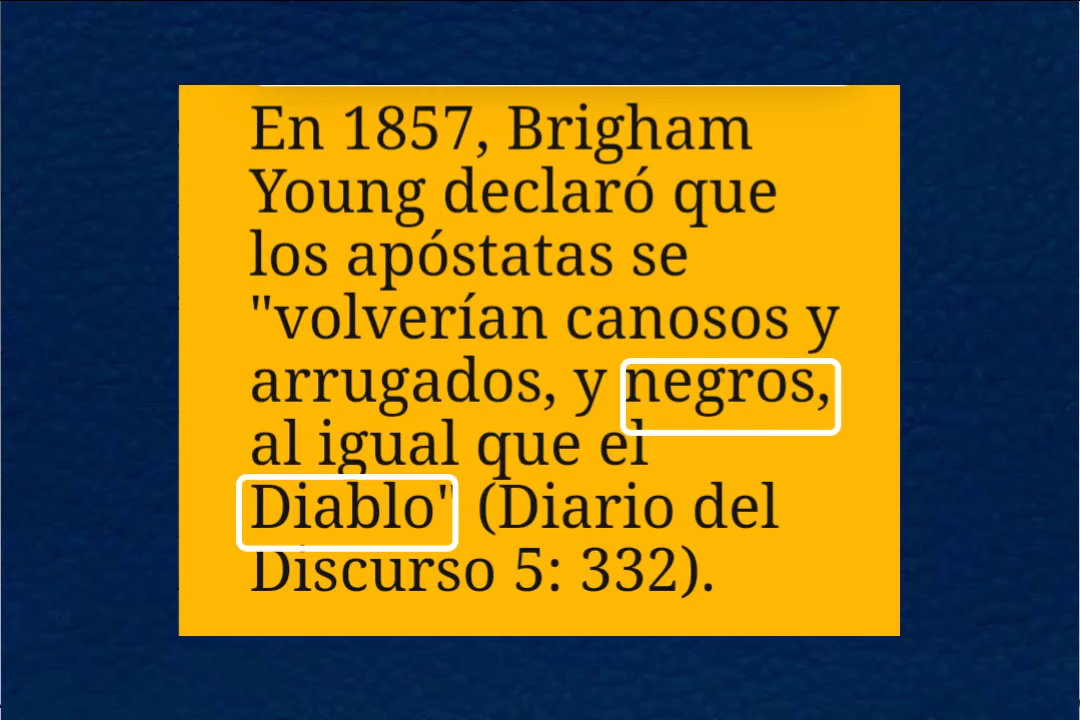 En 1857, Brigham
Young declaró que
los apóstatas se
"volverían canosos y
arrugados, y negros,
al igual que el
Diablo" (Diario del
Discurso 5: 332).